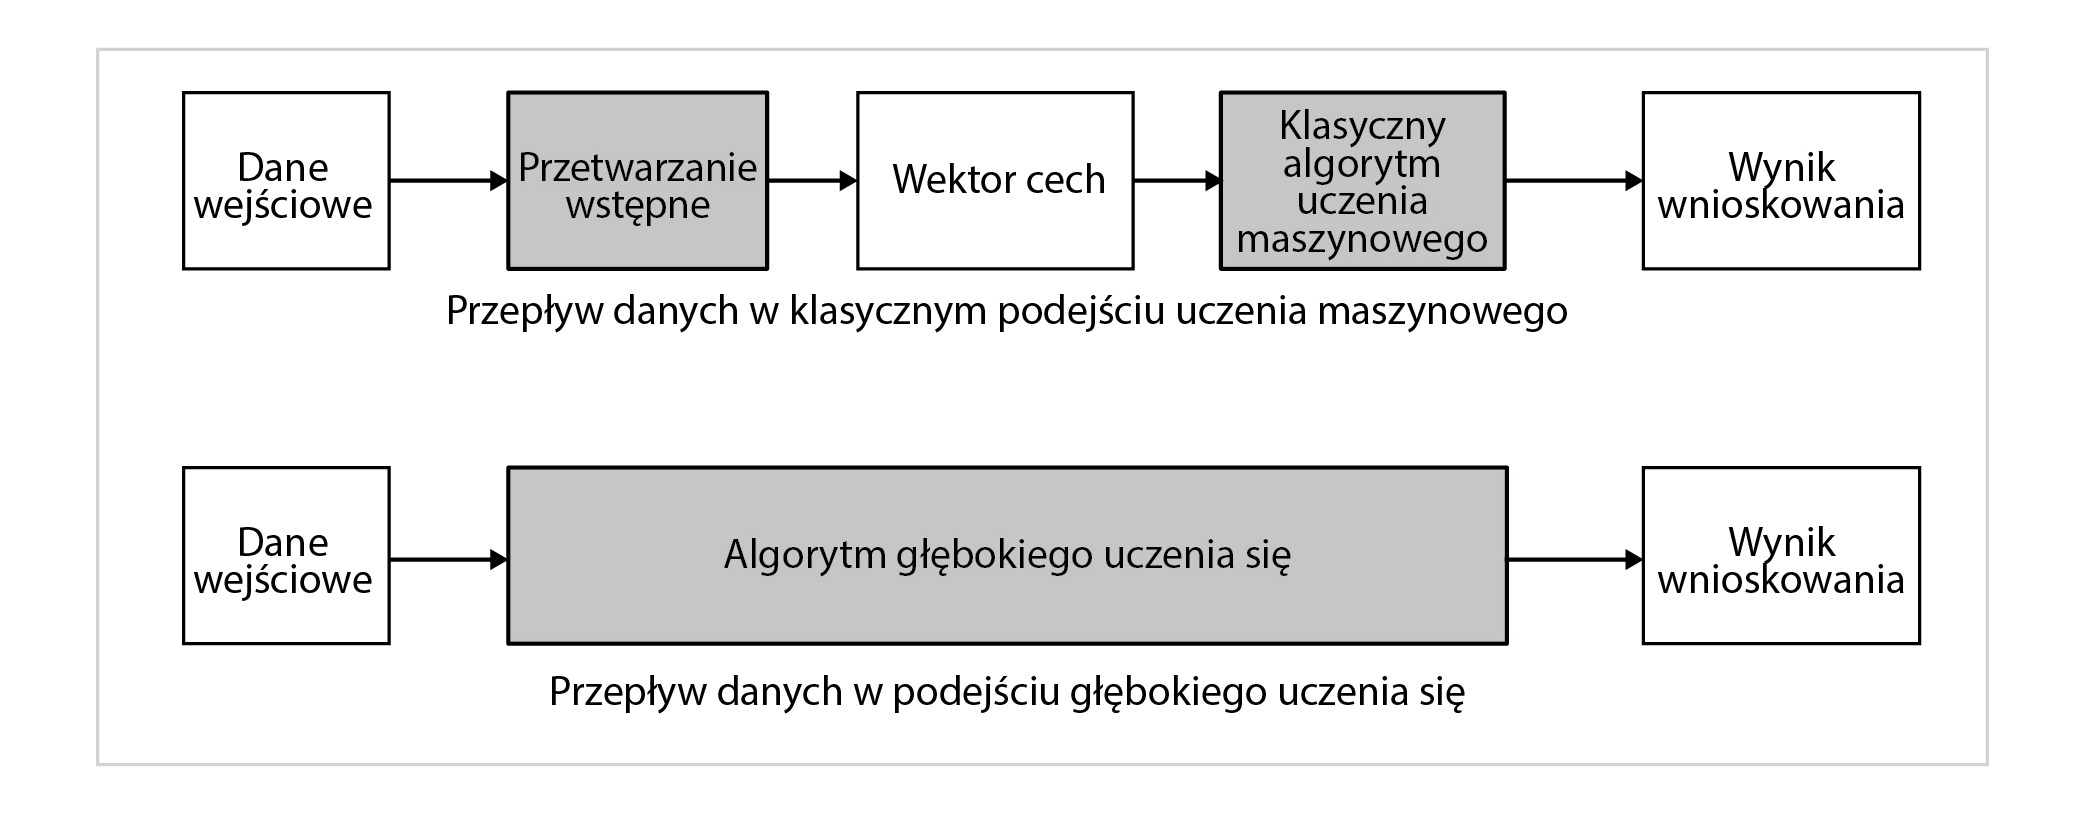 Dane
wejściowe
Przetwarzanie
wstępne
Wektor cech
Klasyczny
algorytm
uczenia
maszynowego
Wynik
wnioskowania
Przepływ danych w klasycznym podejściu uczenia maszynowego
Dane
wejściowe
Algorytm głębokiego uczenia się
Wynik
wnioskowania
Przepływ danych w podejściu głębokiego uczenia się